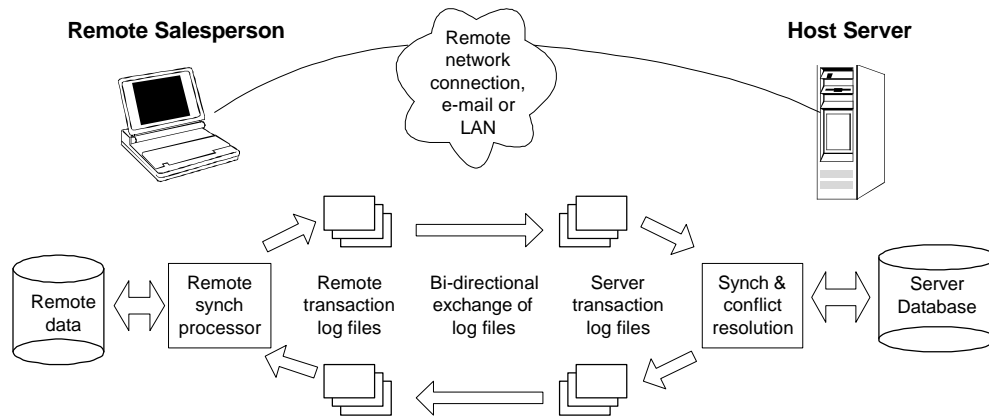 Remote Salesperson
Remote
network
connection,
e-mail or
LAN
Host Server
Remote
data
Remote
synch
processor
Remote
transaction
log files
Bi-directional
exchange of
log files
Server
transaction
log files
Synch &
conflict
resolution
Server
Database